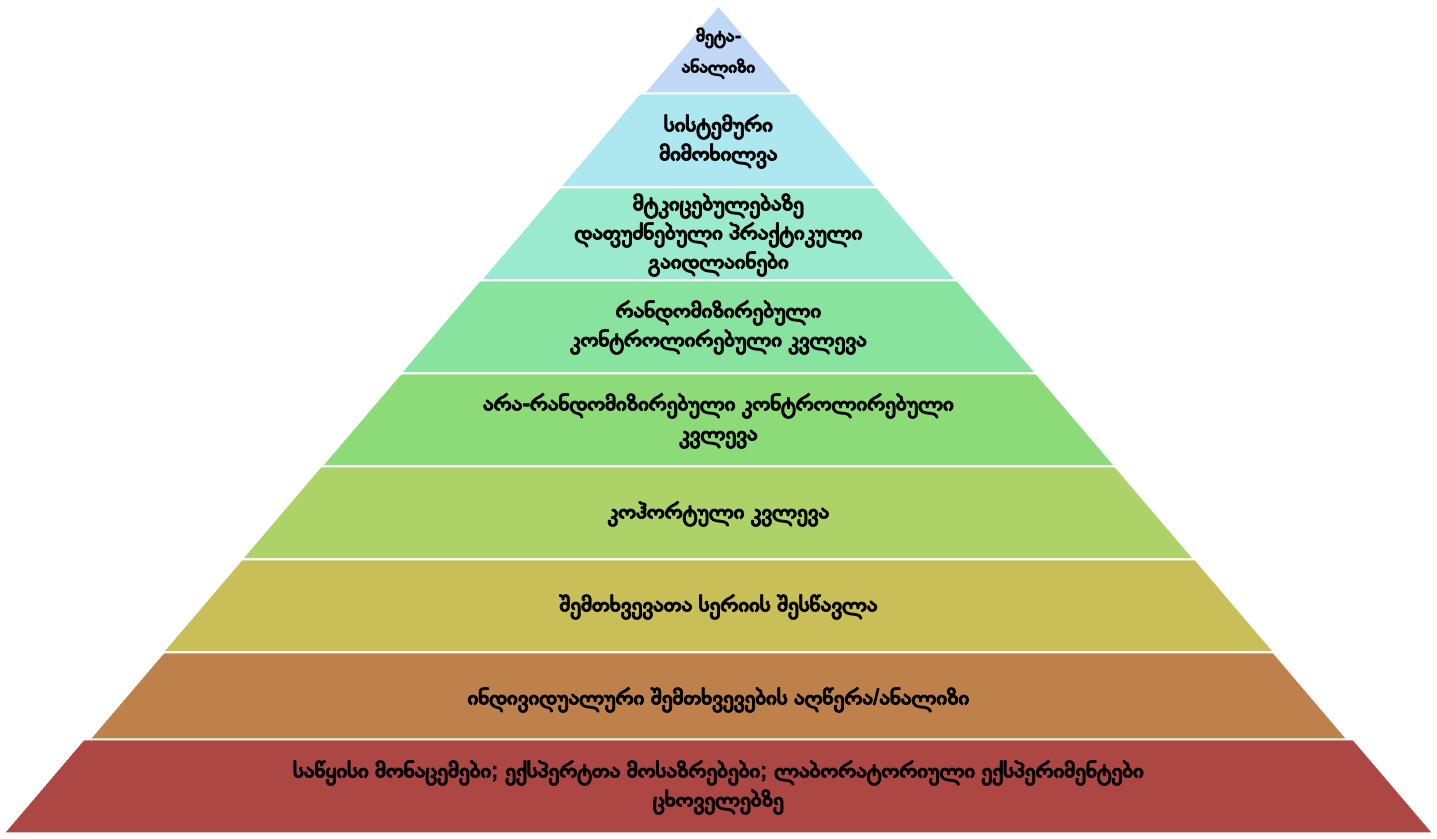 მეტა-
ანალიზი
სისტემური
მიმოხილვა
მტკიცებულებაზე
დაფუძნებული პრაქტიკული
გაიდლაინები
რანდომიზირებული
კონტროლირებული კვლევა
არა-რანდომიზირებული კონტროლირებული
კვლევა
კოჰორტული კვლევა
შემთხვევათა სერიის შესწავლა
ინდივიდუალური შემთხვევების აღწერა/ანალიზი
საწყისი მონაცემები; ექსპერტთა მოსაზრებები; ლაბორატორიული ექსპერიმენტები
ცხოველებზე